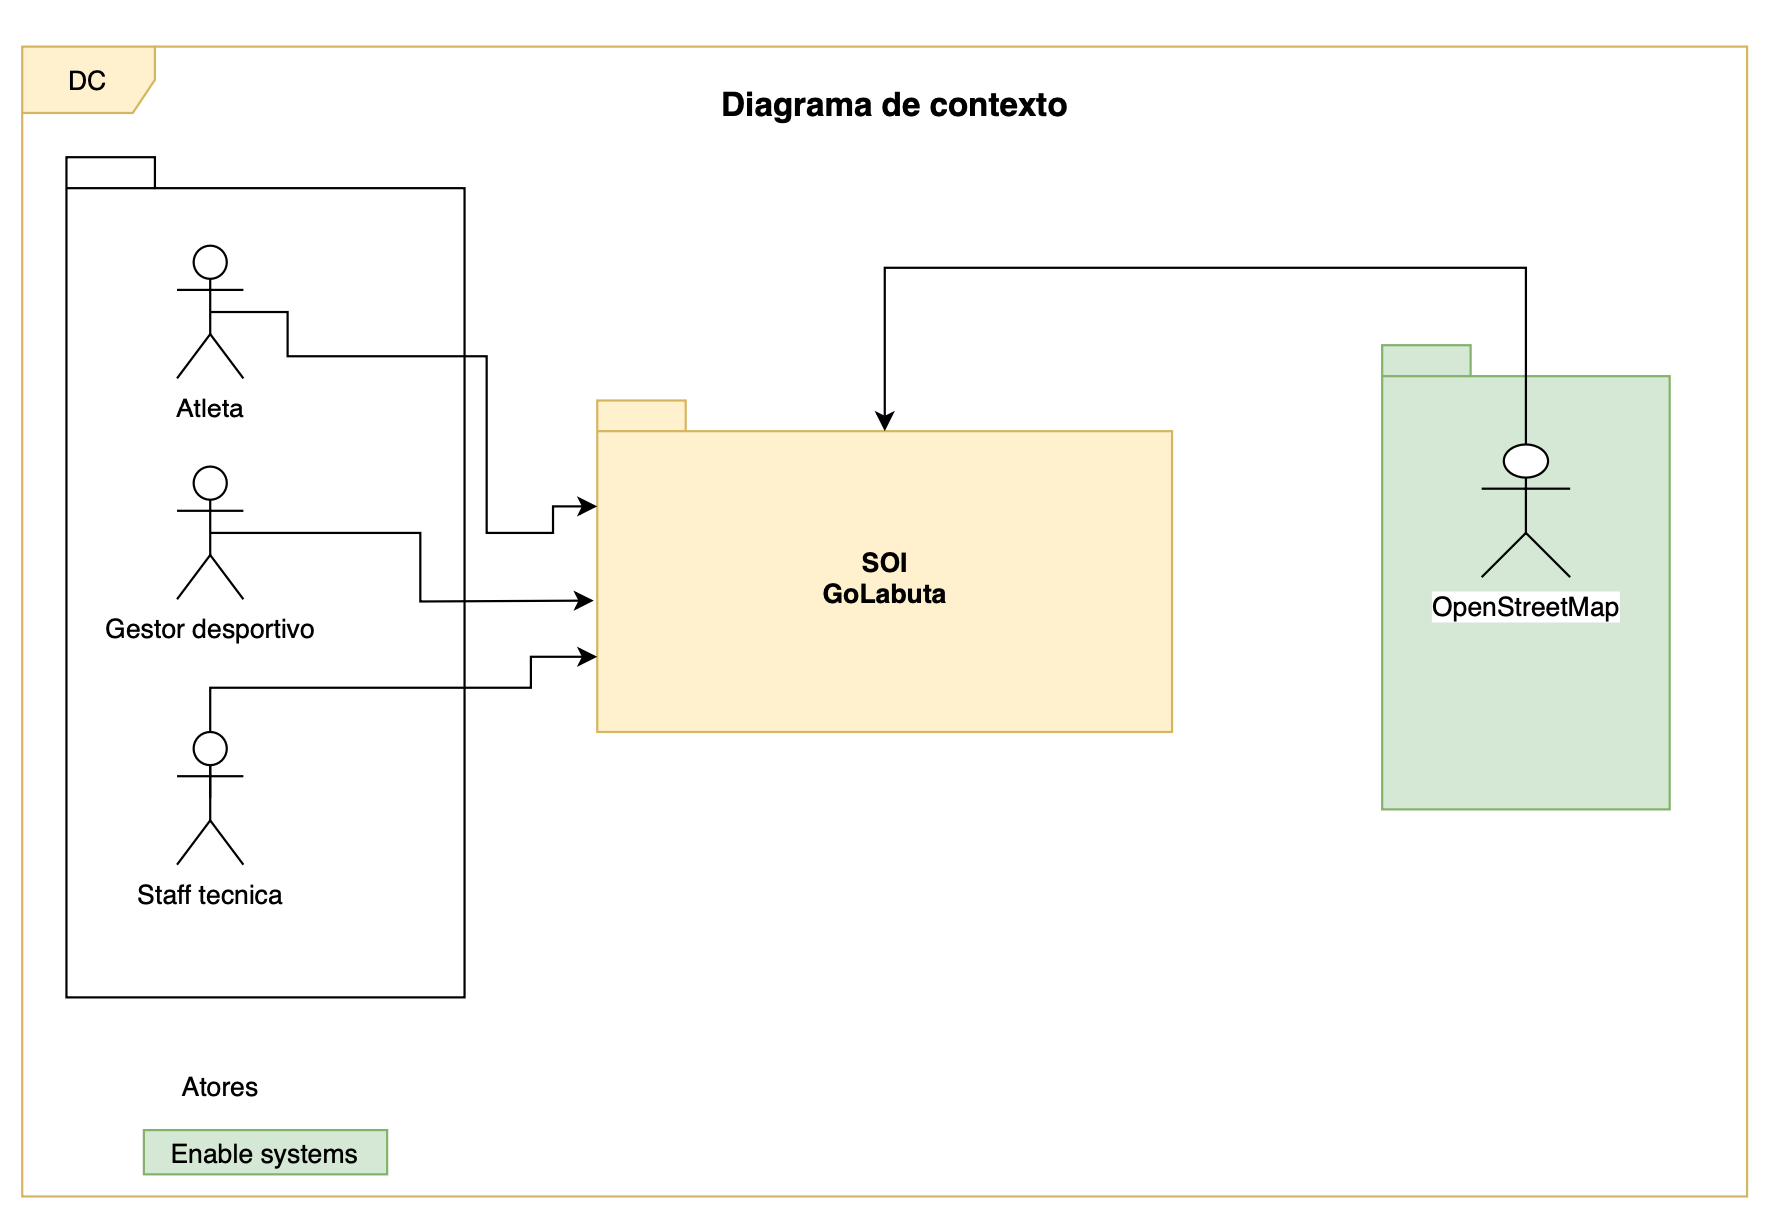 DC
Diagrama de contexto
Atleta
Gestor desportivo
Staff tecnica
SOI
GoLabuta
OpenStreetMap
Atores
Enable systems